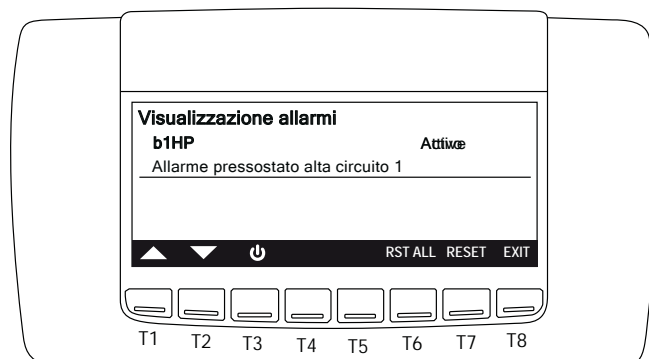 Visualizzazione allarmi
b1HP
Allarme pressostato alta circuito 1
RST ALL RESET EXIT
T1 T2 T3 T4 T5 T6 T7 T8